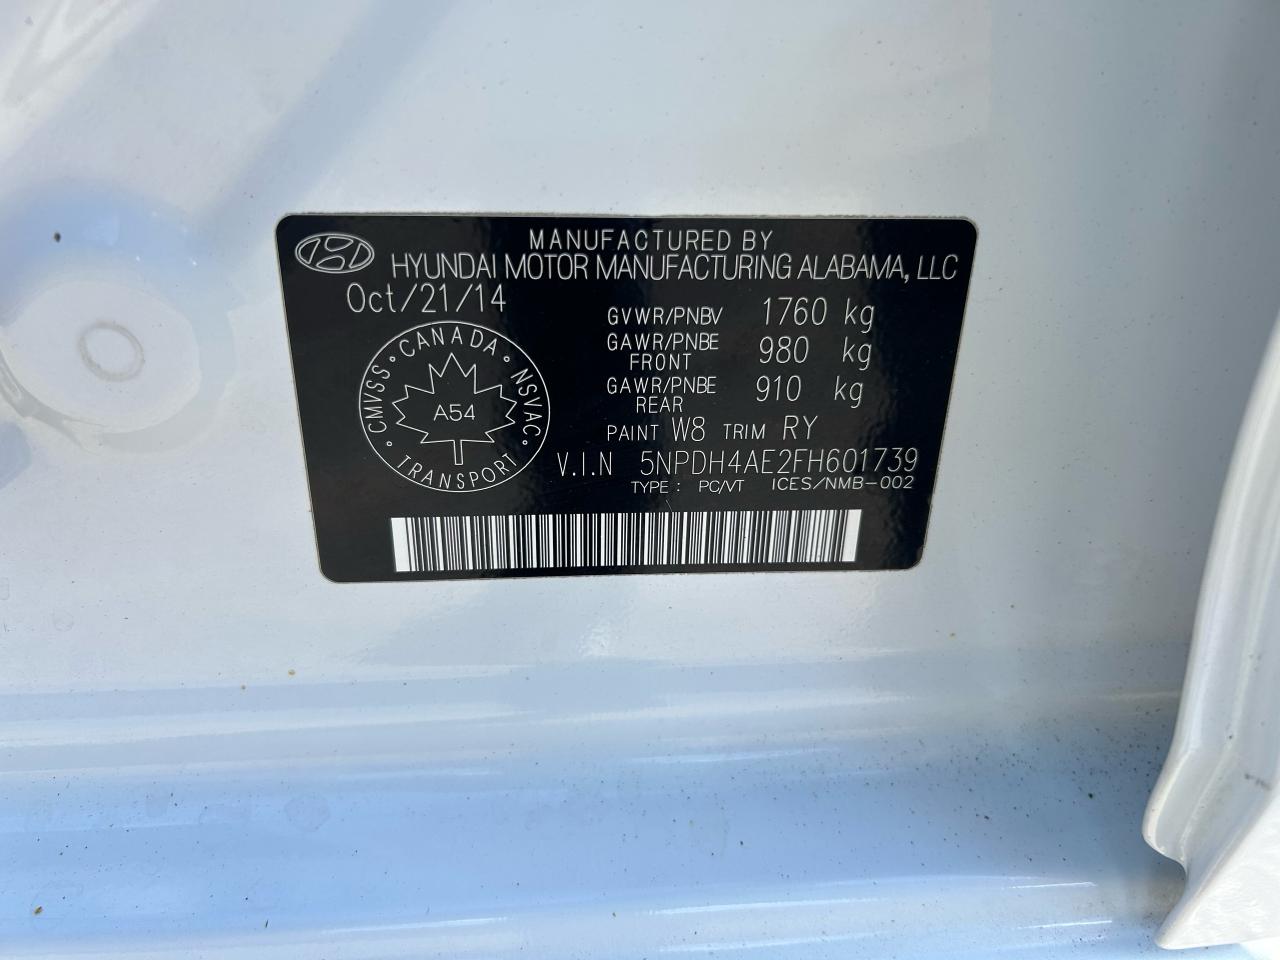 MANUFACTURED BY
HYUNDAI MOTOR MANUFACTURING ALABAMA, LLC
Oct/21/14
GVWR/PNBV 1760 kg
GAWR/PNBE FRONT 980 kg
GAWR/PNBE REAR 910 kg
CANADA
NSVAC
TRANSPORT
CMVSS
A54
PAINT W8 TRIM RY
V.I.N 5NPDH4AE2FH601739
TYPE: PC/VT ICES/NMB-002